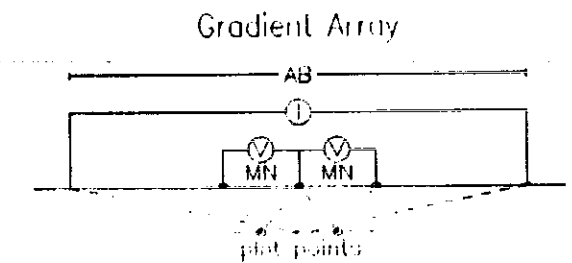 Gradient Array
AB
I
V V
MN MN
plot points